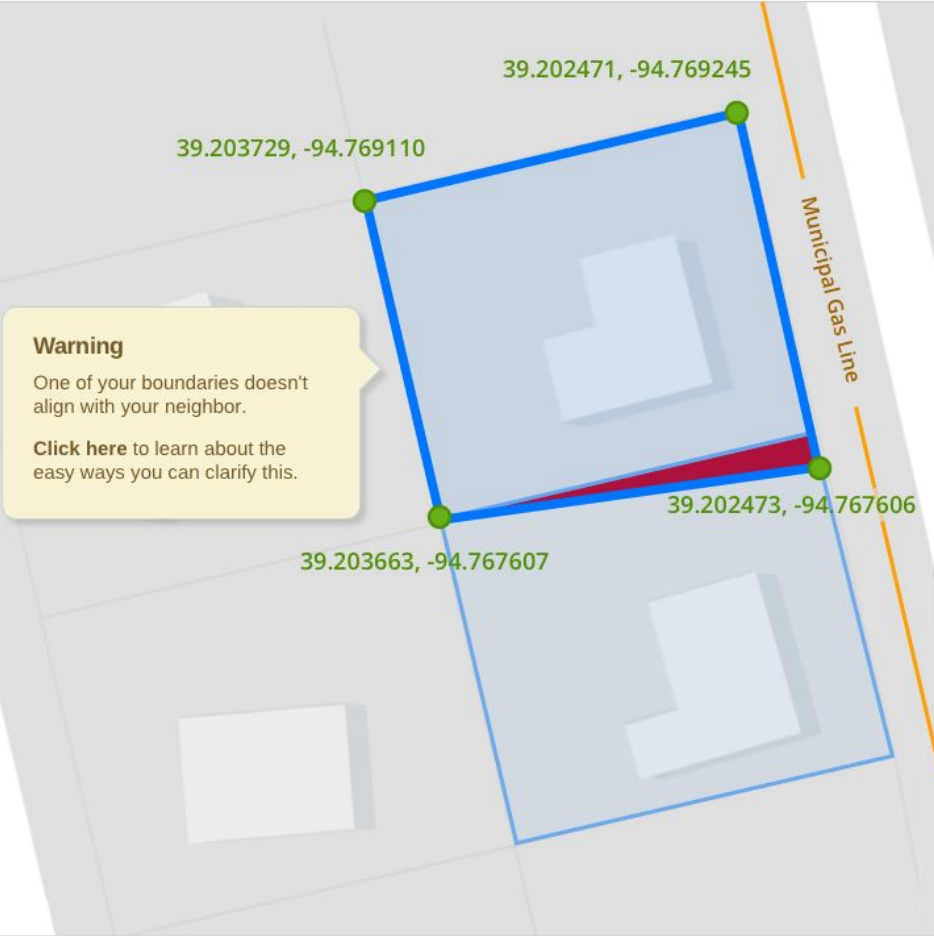 39.202471, -94.769245
39.203729, -94.769110
Municipal Gas Line
Warning
One of your boundaries doesn't
align with your neighbor.
Click here to learn about the
easy ways you can clarify this.
39.202473, -94.767606
39.203663, -94.767607